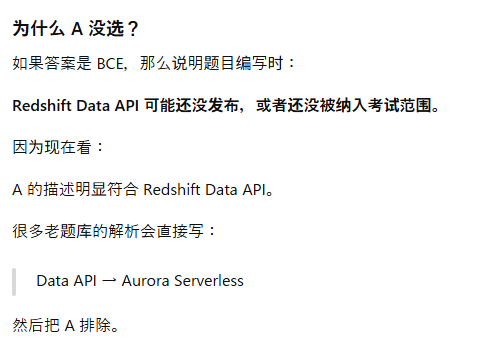 为什么 A 没选？
如果答案是 BCE，那么说明题目编写时：
Redshift Data API 可能还没发布，或者还没被纳入考试范围。
因为现在看：
A 的描述明显符合 Redshift Data API。
很多老题库的解析会直接写：
Data API → Aurora Serverless
然后把 A 排除。